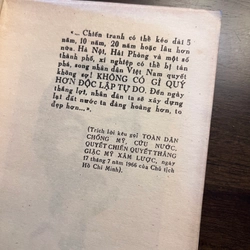 «... Chiến tranh có thể kéo dài 5
năm, 10 năm, 20 năm hoặc lâu hơn
nữa. Hà Nội, Hải Phòng và một số
thành phố, xí nghiệp có thể bị tàn
phá, song nhân dân Việt Nam quyết
không sợ! KHÔNG CÓ GÌ QUÝ
HƠN ĐỘC LẬP TỰ DO. Đến ngày
thắng lợi, nhân dân ta sẽ xây dựng
lại đất nước ta đàng hoàng hơn, to
đẹp hơn...»
(Trích lời kêu gọi TOÀN DÂN
CHỐNG MỸ, CỨU NƯỚC,
QUYẾT CHIẾN QUYẾT THẮNG
GIẶC MỸ XÂM LƯỢC, ngày
17 tháng 7 năm 1966 của Chủ tịch
Hồ Chí Minh).